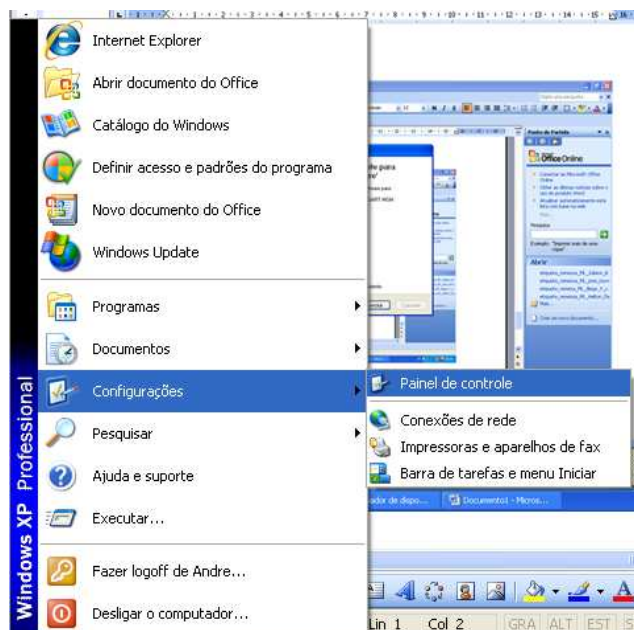 Internet Explorer
Abrir documento do Office
Catálogo do Windows
Definir acesso e padrões do programa
Novo documento do Office
Windows Update
Programas
Documentos
Configurações
Pesquisar
Ajuda e suporte
Executar...
Fazer logoff de Andre...
Desligar o computador...
Windows XP Professional
Painel de controle
Conexões de rede
Impressoras e aparelhos de fax
Barra de tarefas e menu Iniciar
Office Online
Abrir
Documento1 - Micros...
Lin 1 Col 2 GRA ALT EST